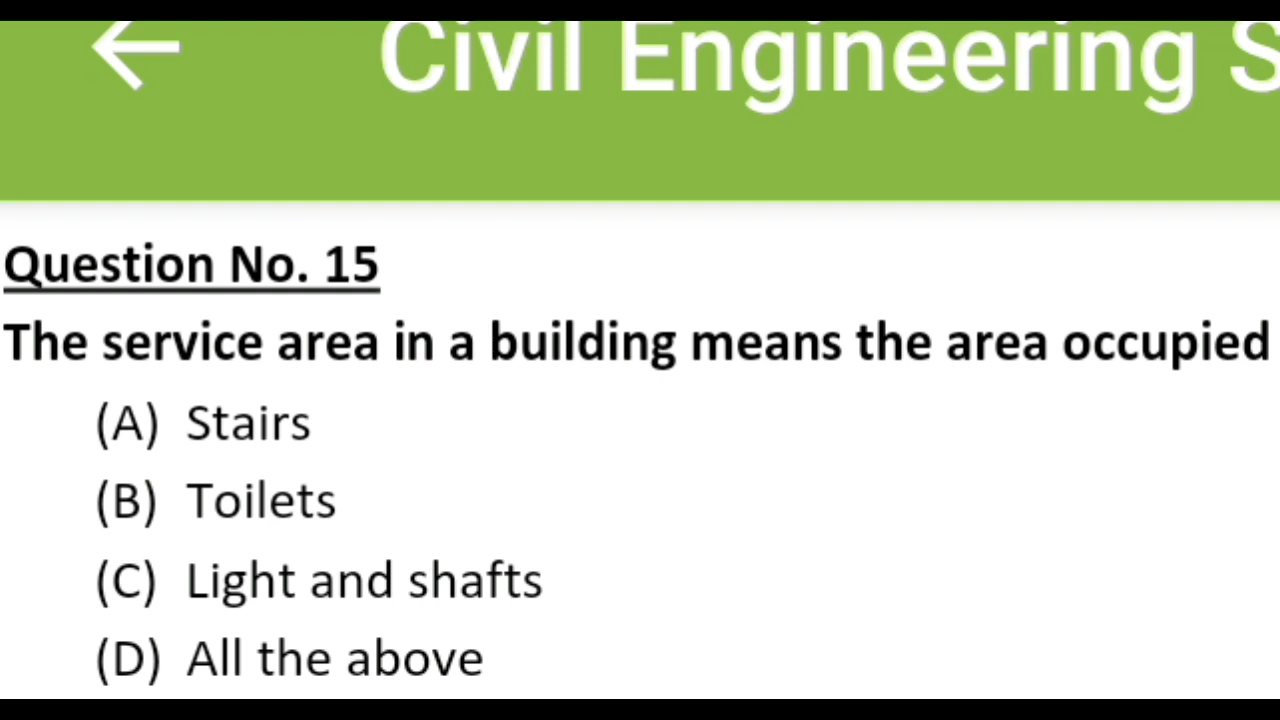 Civil Engineering S
Question No. 15
The service area in a building means the area occupied
(A) Stairs
(B) Toilets
(C) Light and shafts
(D) All the above